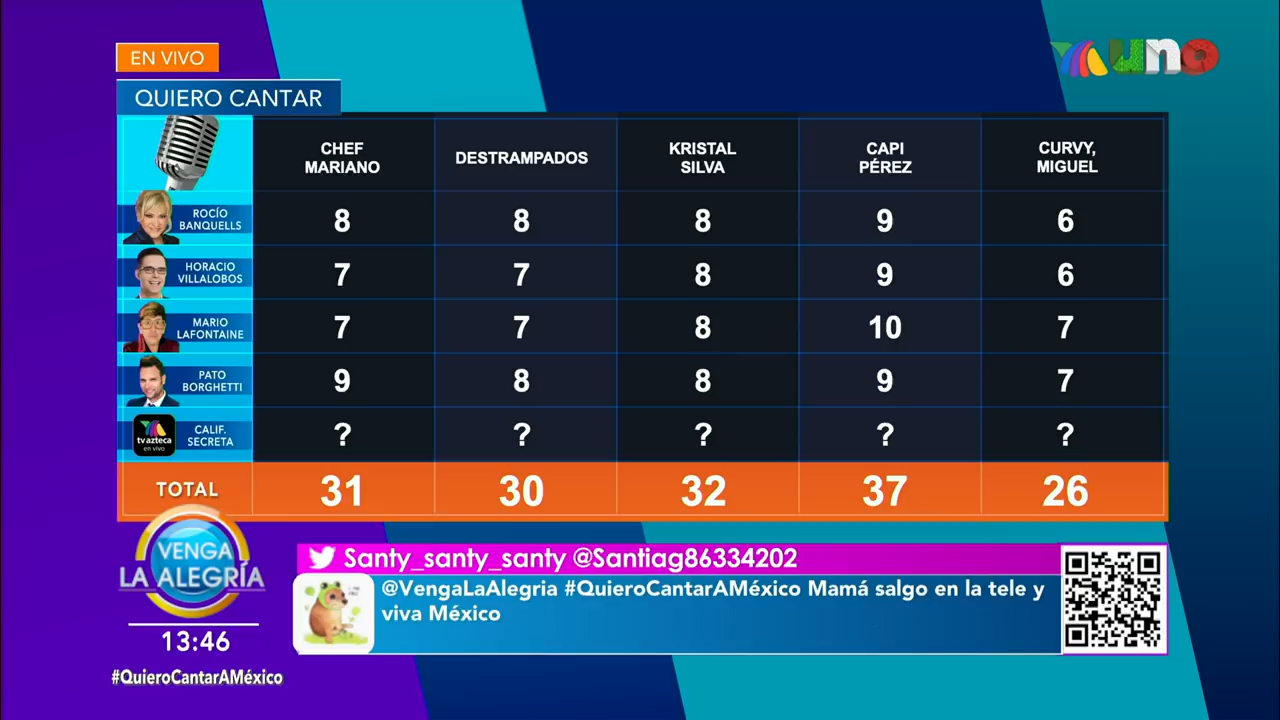 EN VIVO
uno
QUIERO CANTAR
CHEF
MARIANO
DESTRAMPADOS
KRISTAL
SILVA
CAPI
PÉREZ
CURVY,
MIGUEL
ROCÍO
BANQUELLS
8 8 8 9 6
HORACIO
VILLALOBOS
7 7 8 9 6
MARIO
LAFONTAINE
7 7 8 10 7
PATO
BORGHETTI
9 8 8 9 7
tv azteca
en vivo
CALIF.
SECRETA
? ? ? ? ?
TOTAL 31 30 32 37 26
VENGA
LA ALEGRÍA
13:46
#QuieroCantarAMéxico
Santy_santy_santy @Santiag86334202
@VengaLaAlegria #QuieroCantarAMéxico Mamá salgo en la tele y
viva México